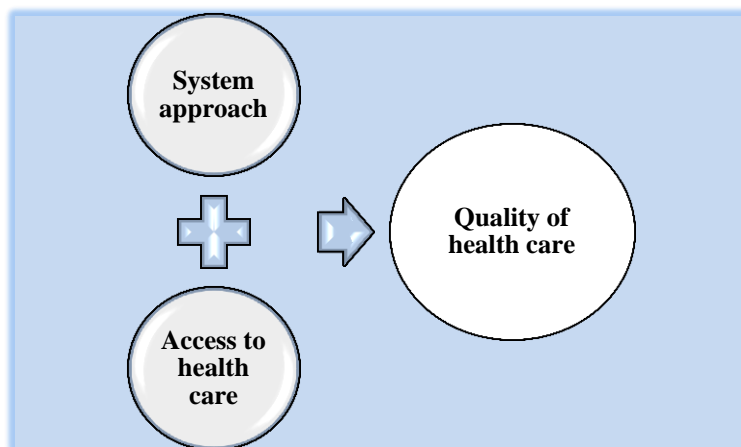 System
approach
Quality of
health care
Access to
health
care